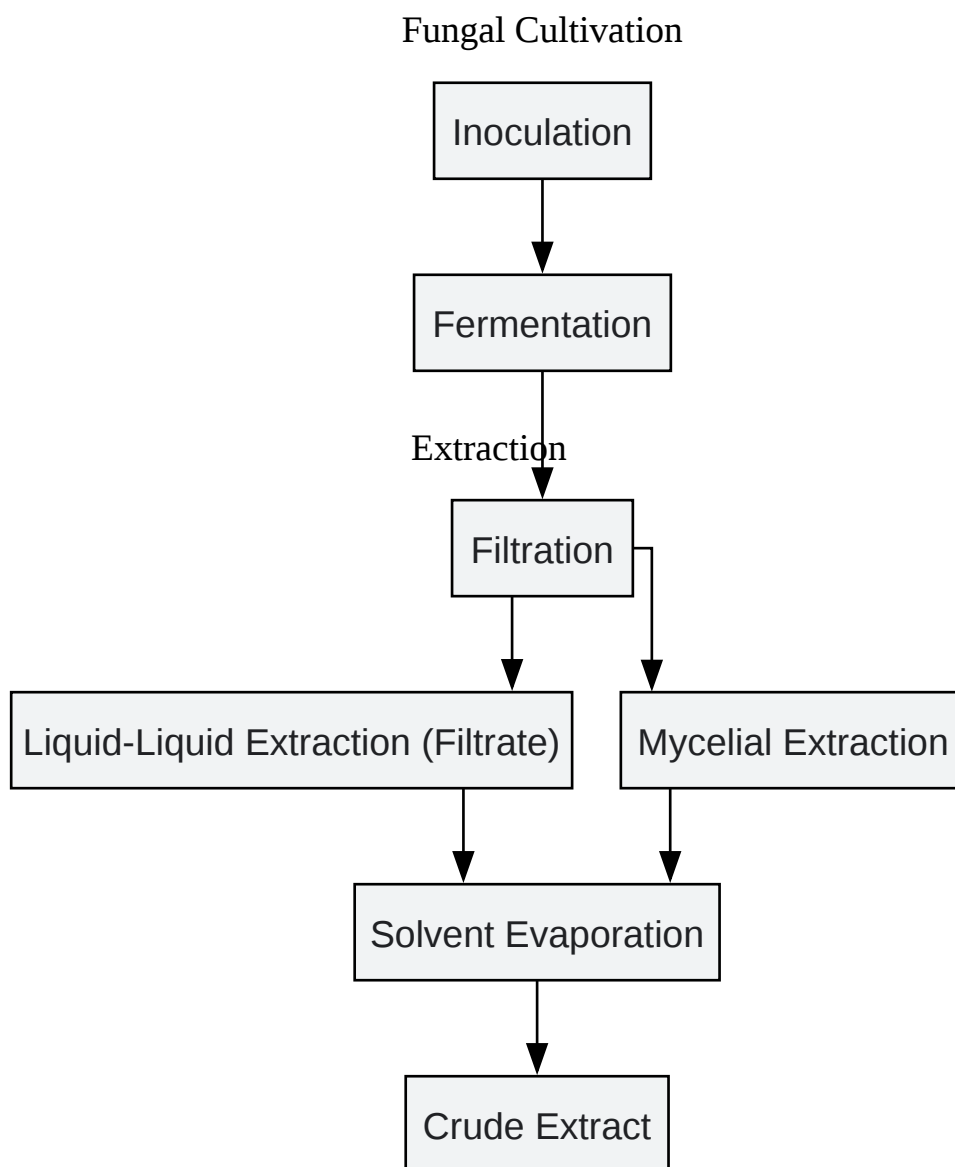 Fungal Cultivation
Inoculation
Fermentation
Extraction
Filtration
Liquid-Liquid Extraction (Filtrate)
Mycelial Extraction
Solvent Evaporation
Crude Extract